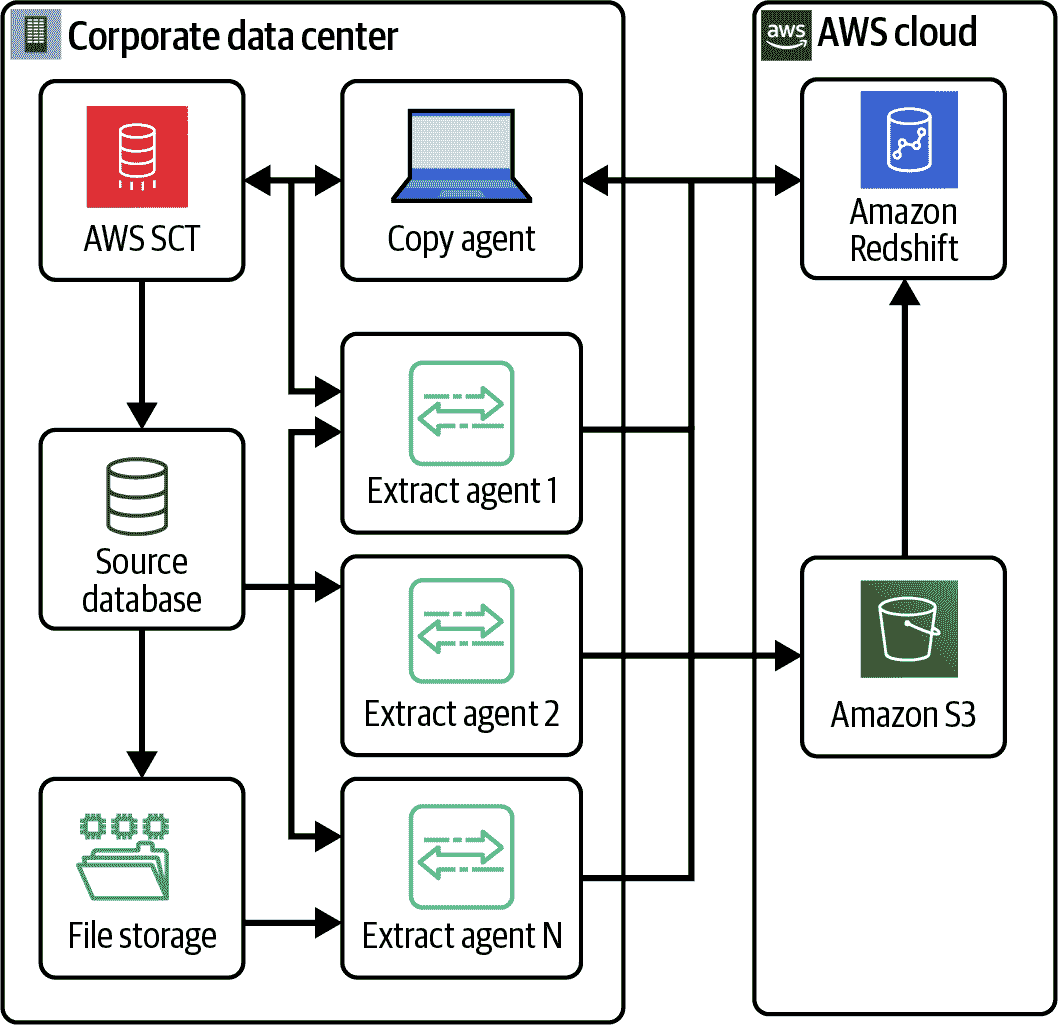 Corporate data center
aws AWS cloud
AWS SCT
Copy agent
Amazon
Redshift
Extract agent 1
Source
database
Extract agent 2
Amazon S3
File storage
Extract agent N